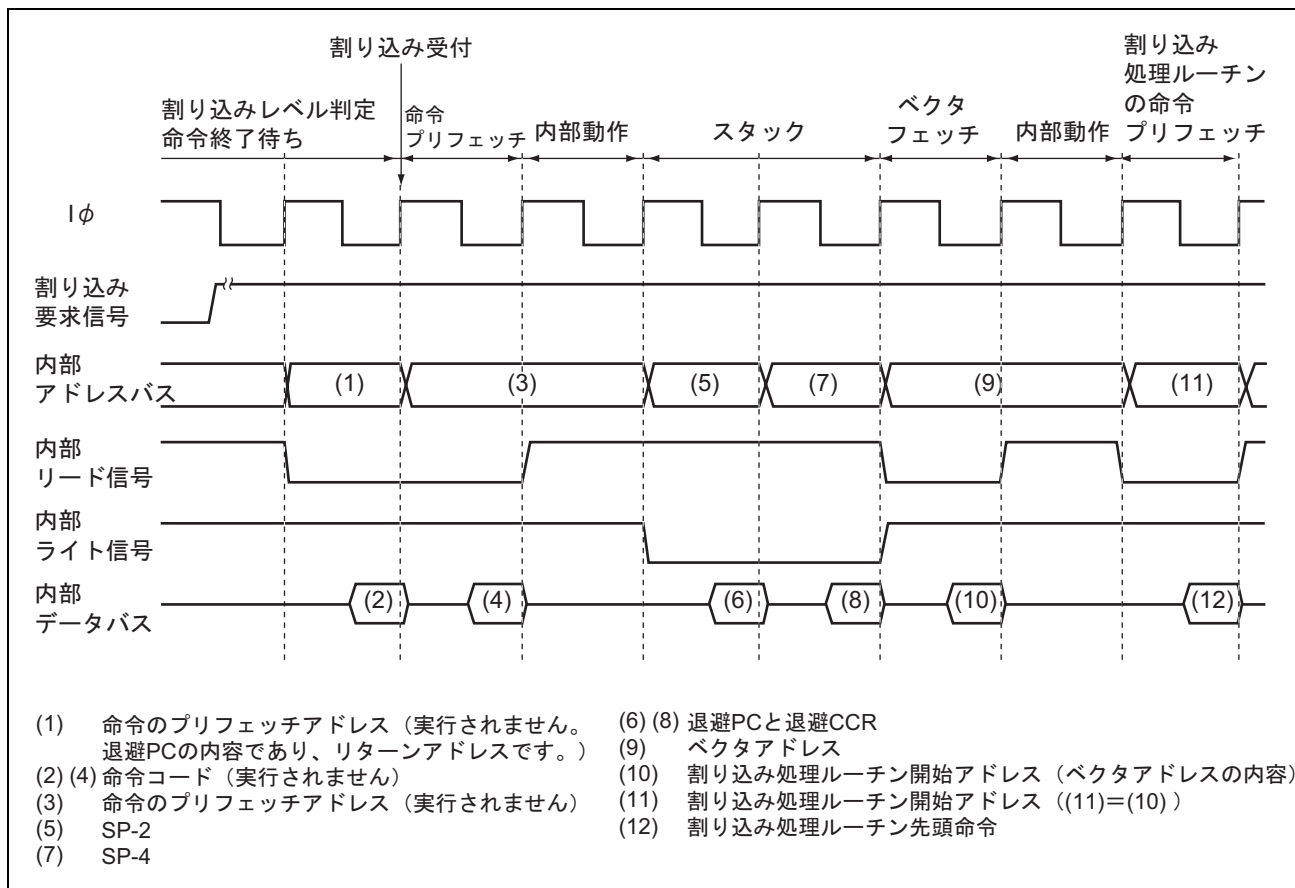 割り込み受付
割り込みレベル判定
命令終了待ち
命令
プリフェッチ
内部動作
スタック
ベクタ
フェッチ
内部動作
割り込み
処理ルーチン
の命令
プリフェッチ
Iφ
割り込み
要求信号
内部
アドレスバス
(1)
(3)
(5)
(7)
(9)
(11)
内部
リード信号
内部
ライト信号
内部
データバス
(2)
(4)
(6)
(8)
(10)
(12)
(1) 命令のプリフェッチアドレス（実行されません。
退避PCの内容であり、リターンアドレスです。）
(2) (4) 命令コード（実行されません）
(3) 命令のプリフェッチアドレス（実行されません）
(5) SP-2
(7) SP-4
(6) (8) 退避PCと退避CCR
(9) ベクタアドレス
(10) 割り込み処理ルーチン開始アドレス（ベクタアドレスの内容）
(11) 割り込み処理ルーチン開始アドレス（(11)＝(10) ）
(12) 割り込み処理ルーチン先頭命令